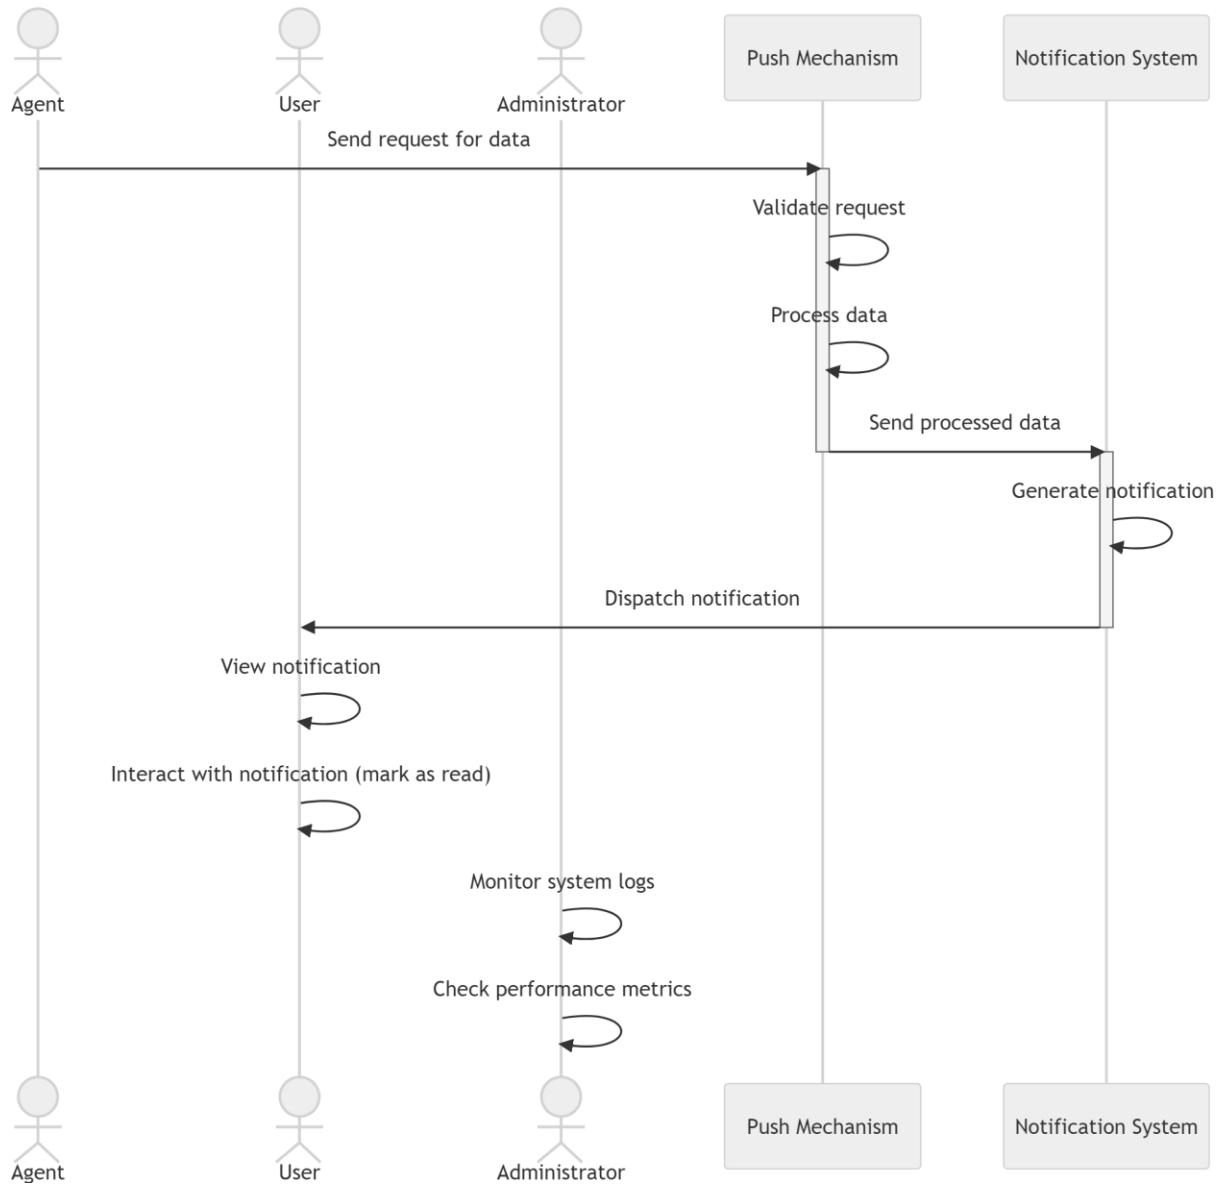 Agent
User
Administrator
Push Mechanism
Notification System
Send request for data
Validate request
Process data
Send processed data
Generate notification
Dispatch notification
View notification
Interact with notification (mark as read)
Monitor system logs
Check performance metrics
Agent
User
Administrator
Push Mechanism
Notification System